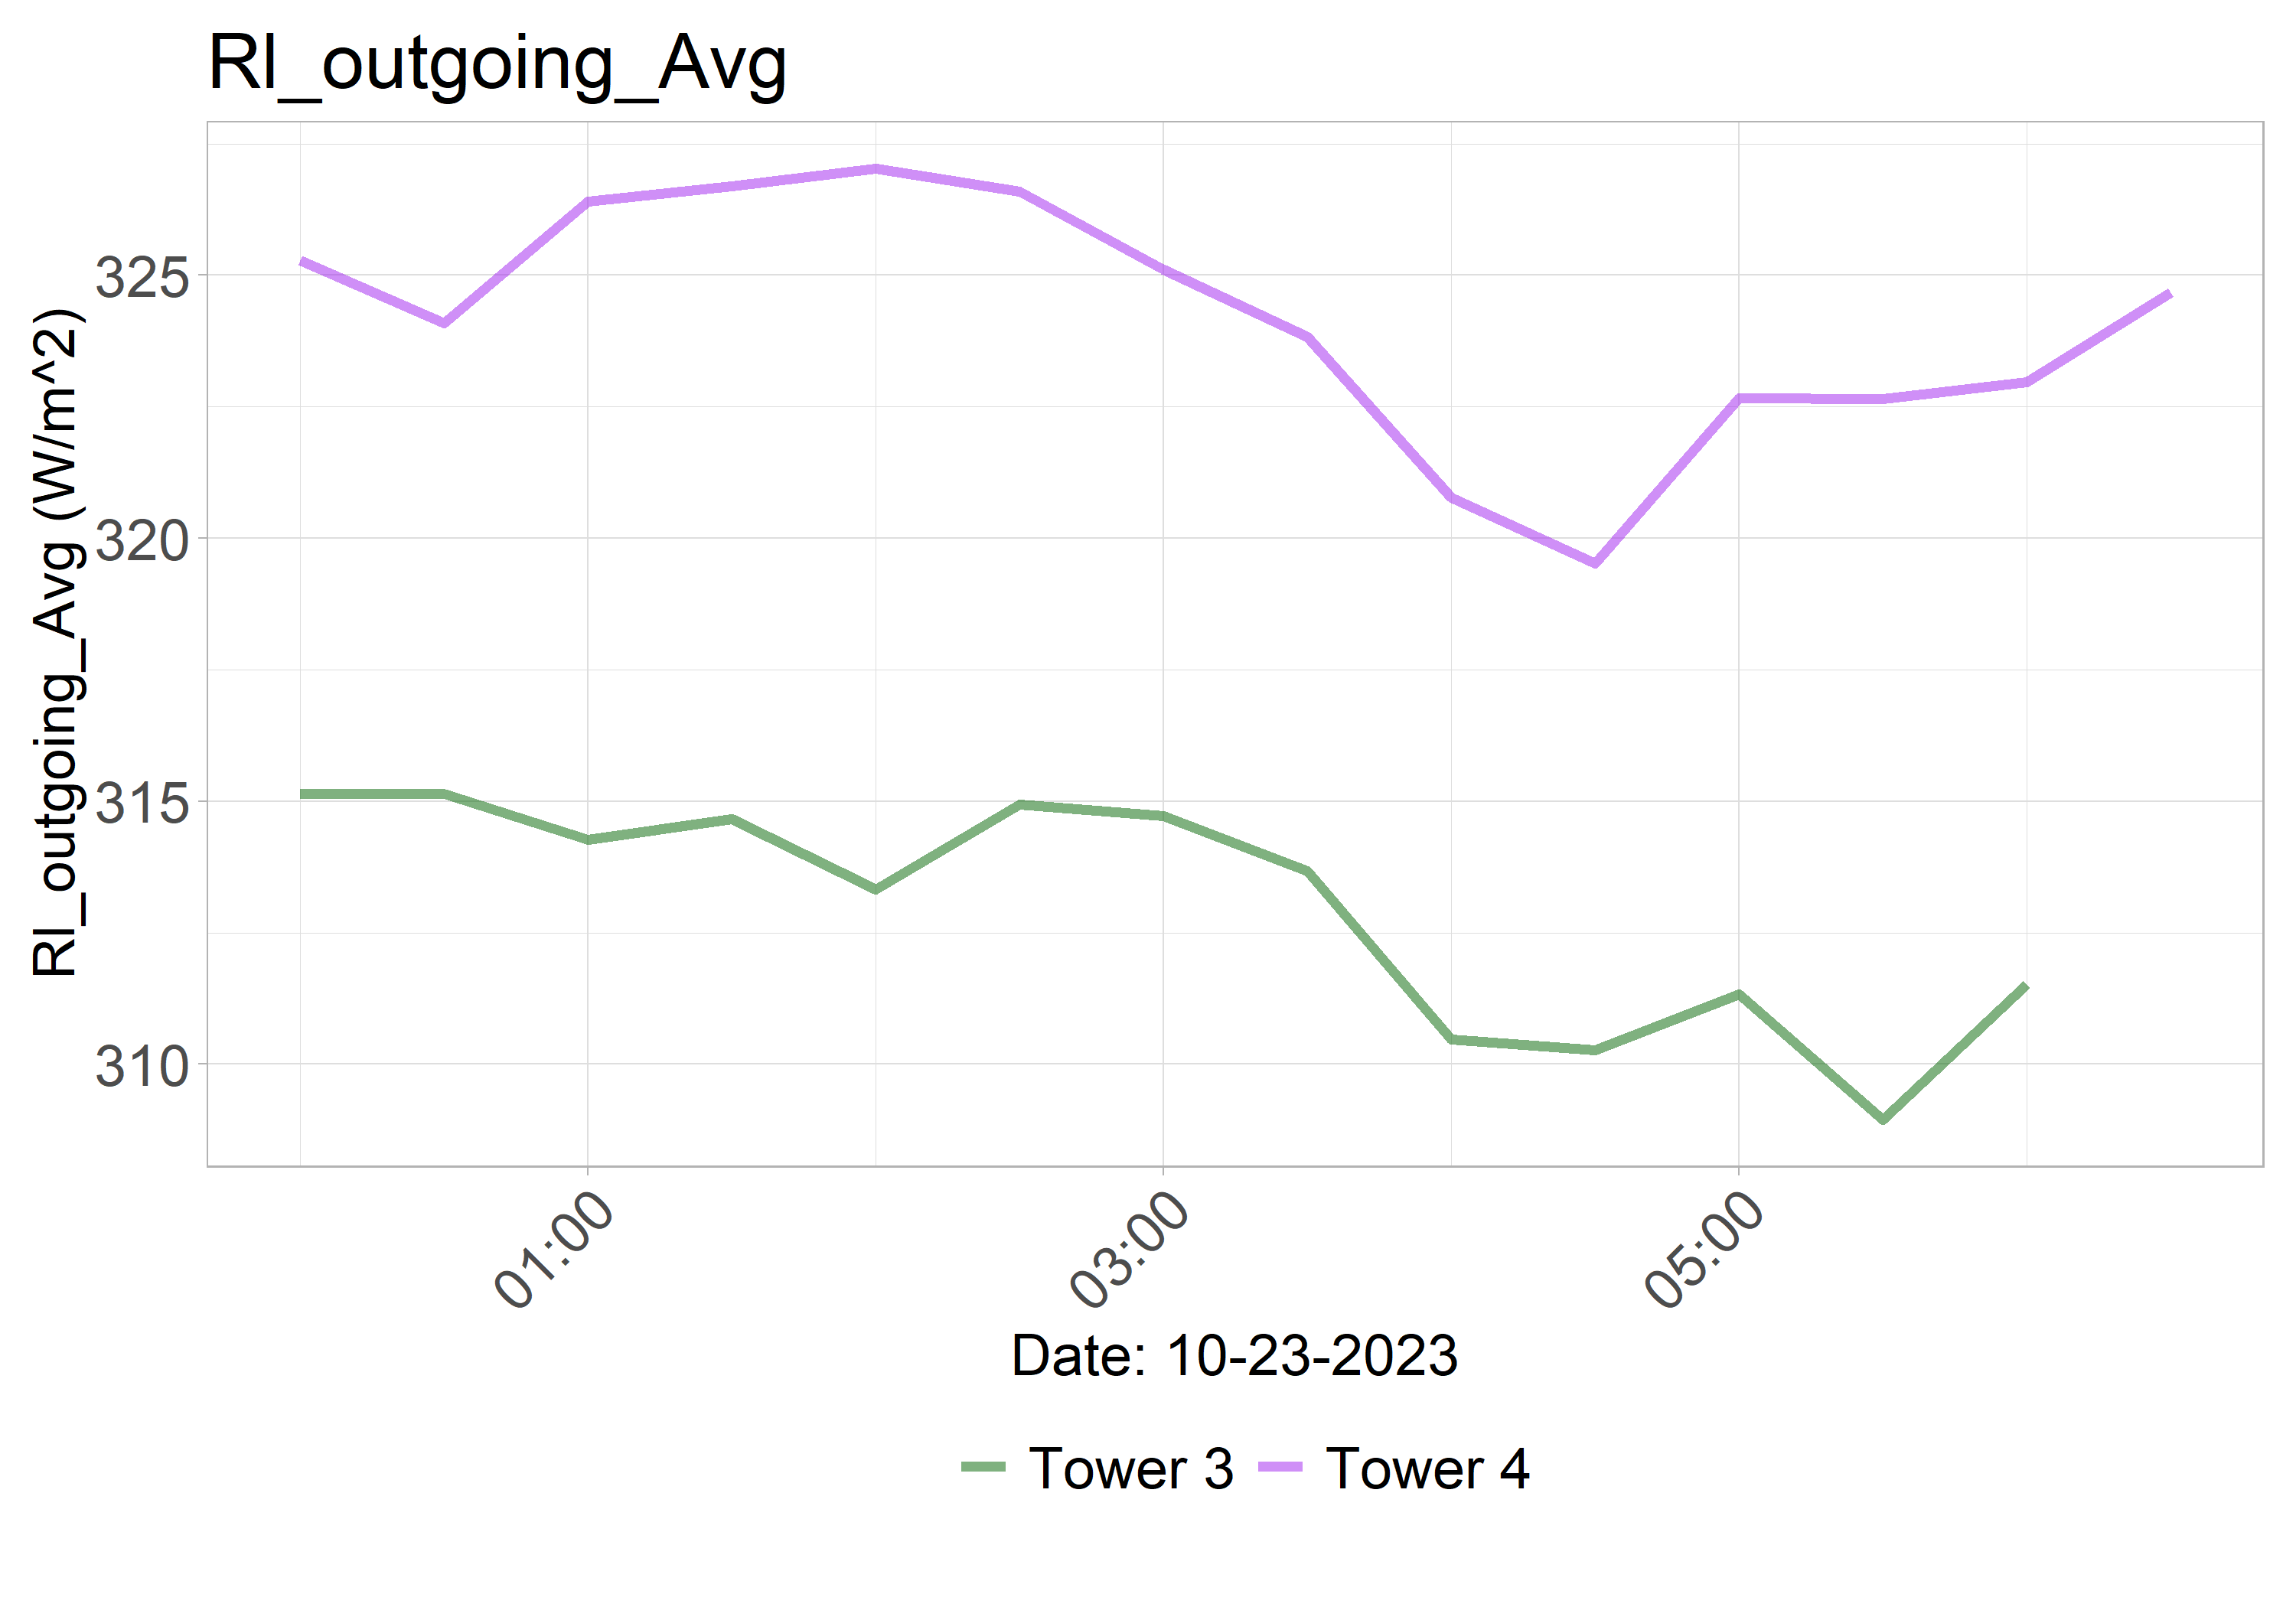 Rl_outgoing_Avg
Rl_outgoing_Avg (W/m^2)
325
320
315
310
01:00
03:00
05:00
Date: 10-23-2023
Tower 3
Tower 4